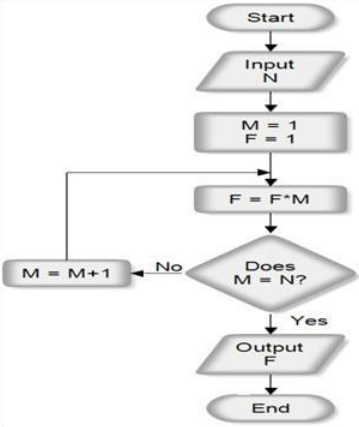 Start
Input
N
M = 1
F = 1
F = F*M
Does
M = N?
No
M = M+1
Yes
Output
F
End